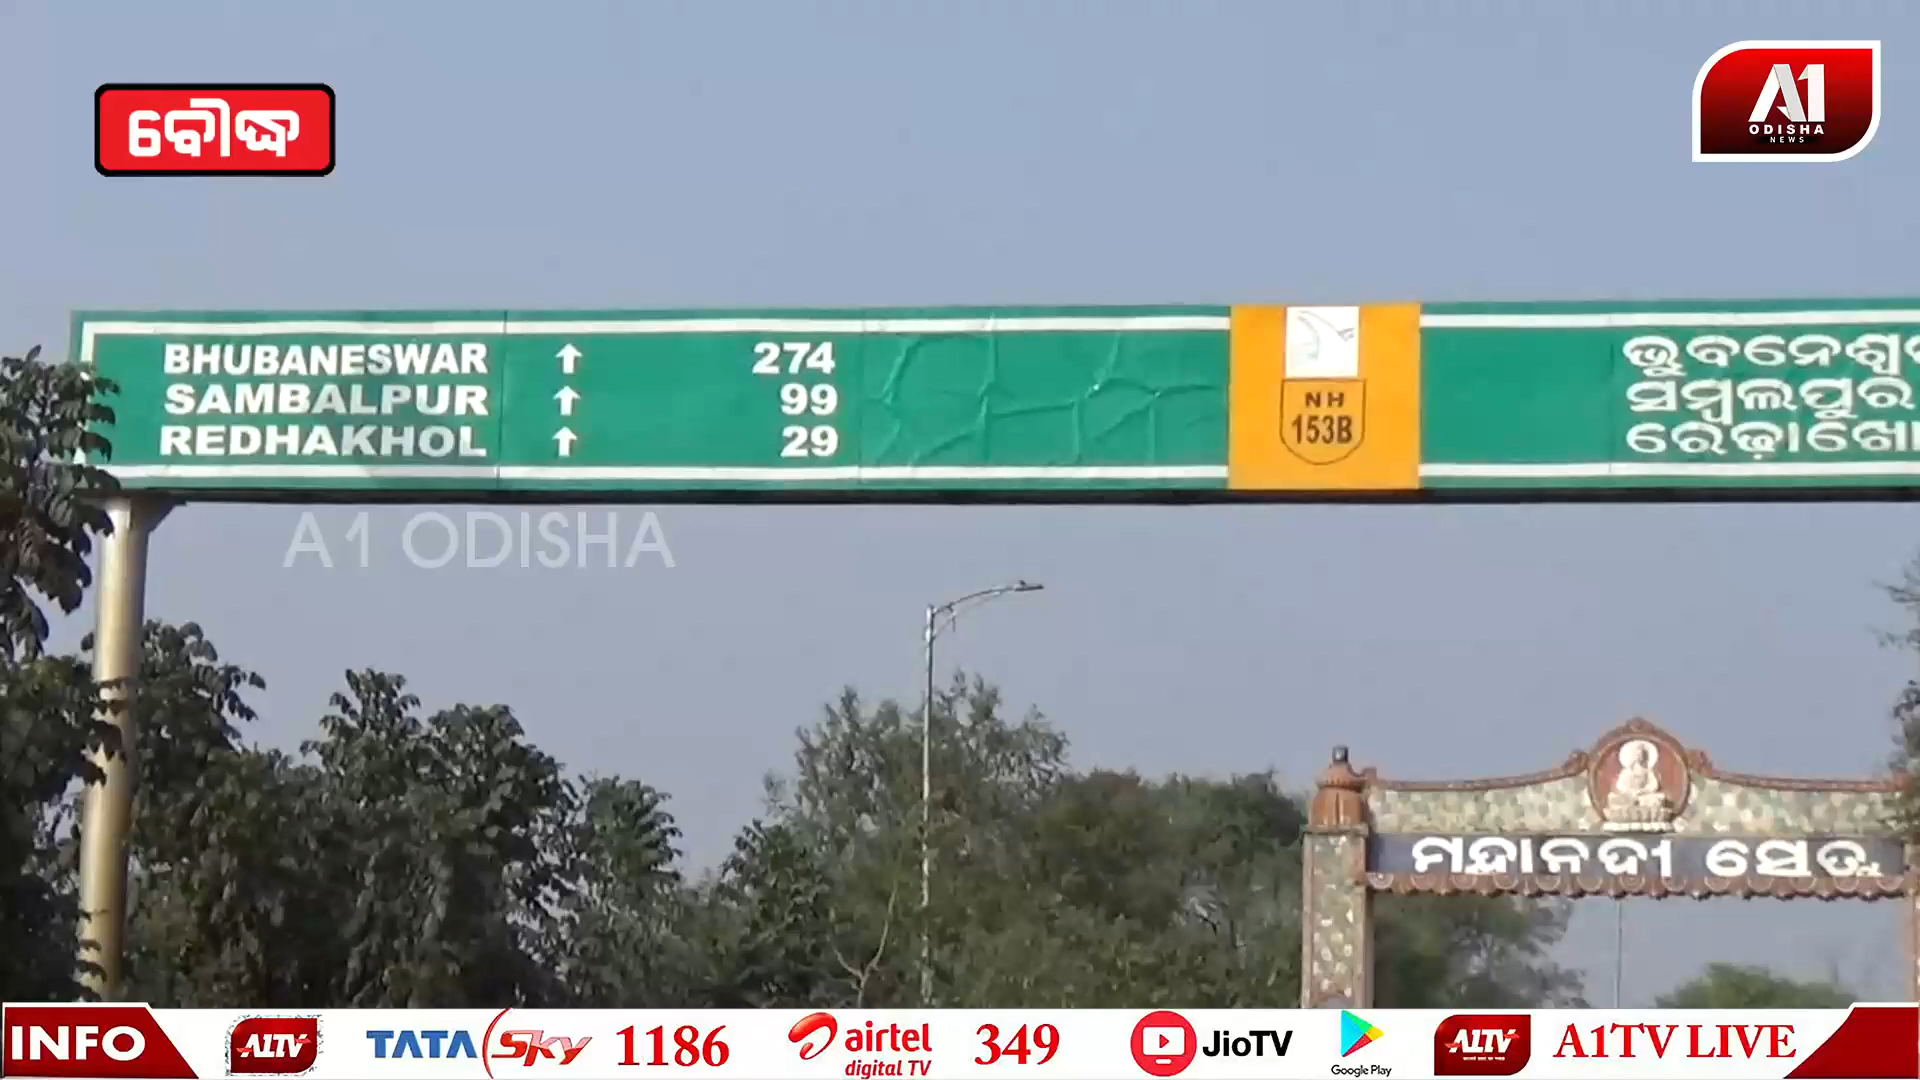 ବୌଦ୍ଧ
A1
ODISHA
NEWS
BHUBANESWAR 274
SAMBALPUR 99
REDHAKHOL 29
NH
153B
ଭୁବନେଶ୍ୱ
ସମ୍ବଲପୁର
ରେଢ଼ାଖୋ
A1 ODISHA
ମହାନଦୀ ସେତୁ
INFO A1TV TATA Sky 1186 airtel digital TV 349 JioTV Google Play A1TV A1TV LIVE